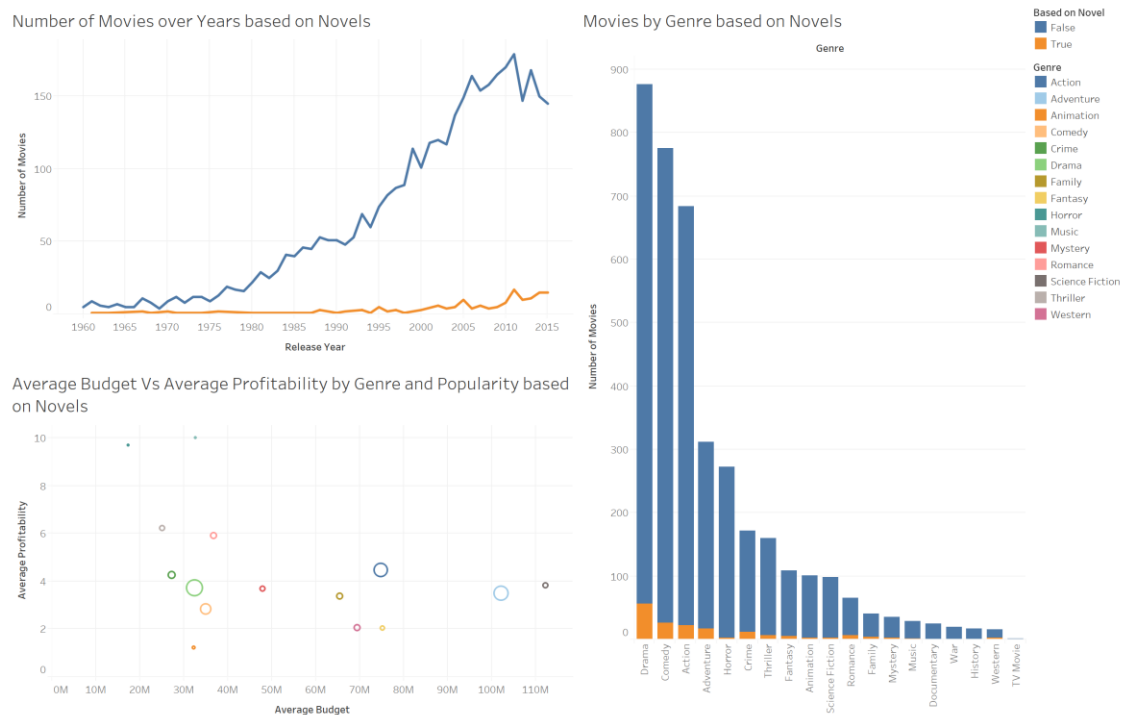 Number of Movies over Years based on Novels
Number of Movies
150
100
50
0
1960 1965 1970 1975 1980 1985 1990 1995 2000 2005 2010 2015
Release Year
Average Budget Vs Average Profitability by Genre and Popularity based
on Novels
Average Profitability
10
8
6
4
2
0
0M 10M 20M 30M 40M 50M 60M 70M 80M 90M 100M 110M
Average Budget
Movies by Genre based on Novels
Genre
Number of Movies
900
800
700
600
500
400
300
200
100
0
Drama
Comedy
Action
Adventure
Horror
Crime
Thriller
Fantasy
Animation
Science Fiction
Romance
Family
Mystery
Music
Documentary
War
History
Western
TV Movie
Based on Novel
False
True
Genre
Action
Adventure
Animation
Comedy
Crime
Drama
Family
Fantasy
Horror
Music
Mystery
Romance
Science Fiction
Thriller
Western